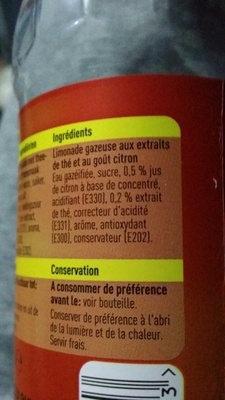 Ingrédients
Limonade gazeuse aux extraits
de thé et au goût citron
Eau gazéifiée, sucre, 0,5 % jus
de citron à base de concentré,
acidifiant (E330), 0,2 % extrait
de thé, correcteur d'acidité
(E331), arôme, antioxydant
(E300), conservateur (E202).
Conservation
A consommer de préférence
avant le: voir bouteille.
Conserver de préférence à l'abri
de la lumière et de la chaleur.
Servir frais.
3 >